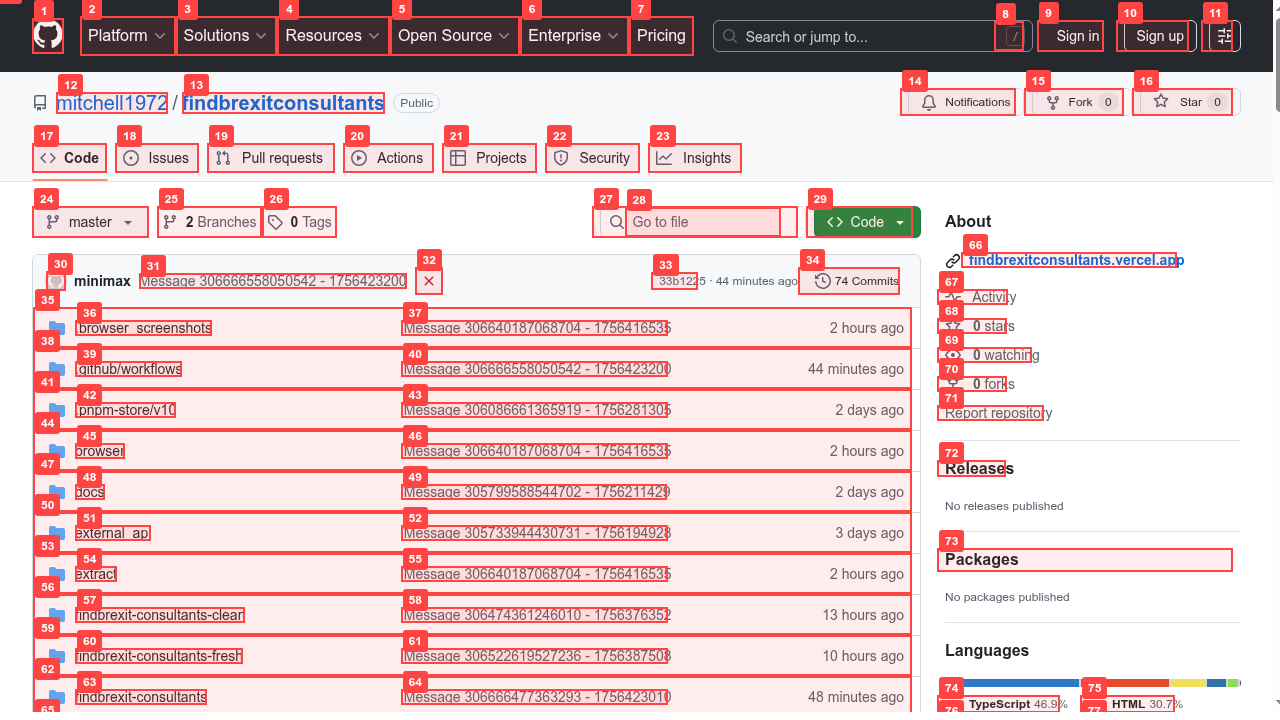 1 2 3 4 5 6 7 8 9 10 11
Platform Solutions Resources Open Source Enterprise Pricing Search or jump to... / Sign in Sign up
12 13 14 15 16
mitchell1972 / findbrexitconsultants Public Notifications Fork 0 Star 0
17 18 19 20 21 22 23
Code Issues Pull requests Actions Projects Security Insights
24 25 26 27 28 29
master 2 Branches 0 Tags Go to file Code
30 31 32 33 34
minimax Message 306666558050542 - 1756423200 33b1225 · 44 minutes ago 74 Commits
35 36 37
.browser_screenshots Message 306640187068704 - 1756416535 2 hours ago
38 39 40
.github/workflows Message 306666558050542 - 1756423200 44 minutes ago
41 42 43
.pnpm-store/v10 Message 306086661365919 - 1756281305 2 days ago
44 45 46
browser Message 306640187068704 - 1756416535 2 hours ago
47 48 49
docs Message 305799588544702 - 1756211429 2 days ago
50 51 52
external_api Message 305733944430731 - 1756194928 3 days ago
53 54 55
extract Message 306640187068704 - 1756416535 2 hours ago
56 57 58
findbrexit-consultants-clean Message 306474361246010 - 1756376352 13 hours ago
59 60 61
findbrexit-consultants-fresh Message 306522619527236 - 1756387508 10 hours ago
62 63 64
findbrexit-consultants Message 306666477363293 - 1756423010 48 minutes ago
65
About
66
findbrexitconsultants.vercel.app
67
Activity
68
0 stars
69
0 watching
70
0 forks
71
Report repository
72
Releases
No releases published
73
Packages
No packages published
Languages
74 75
TypeScript 46.9% HTML 30.7%
76 77